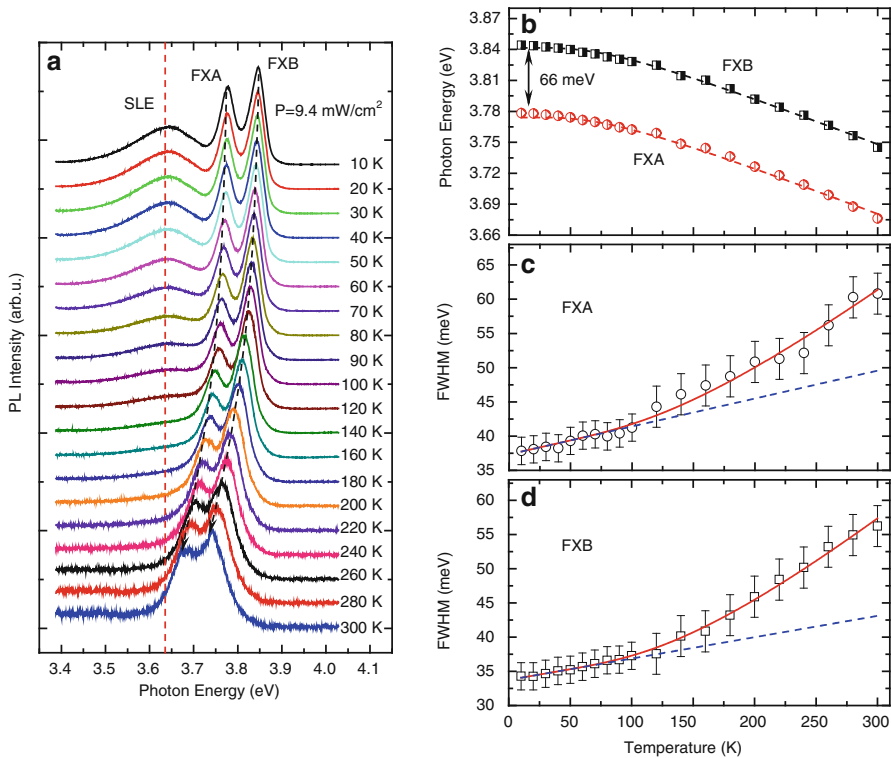 a
SLE
FXA
FXB
P=9.4 mW/cm²
10 K
20 K
30 K
40 K
50 K
60 K
70 K
80 K
90 K
100 K
120 K
140 K
160 K
180 K
200 K
220 K
240 K
260 K
280 K
300 K
PL Intensity (arb.u.)
3.4 3.5 3.6 3.7 3.8 3.9 4.0 4.1
Photon Energy (eV)
b
FXB
66 meV
FXA
Photon Energy (eV)
3.87
3.84
3.81
3.78
3.75
3.72
3.69
3.66
c
FXA
FWHM (meV)
65
60
55
50
45
40
35
d
FXB
FWHM (meV)
60
55
50
45
40
35
30
0 50 100 150 200 250 300
Temperature (K)